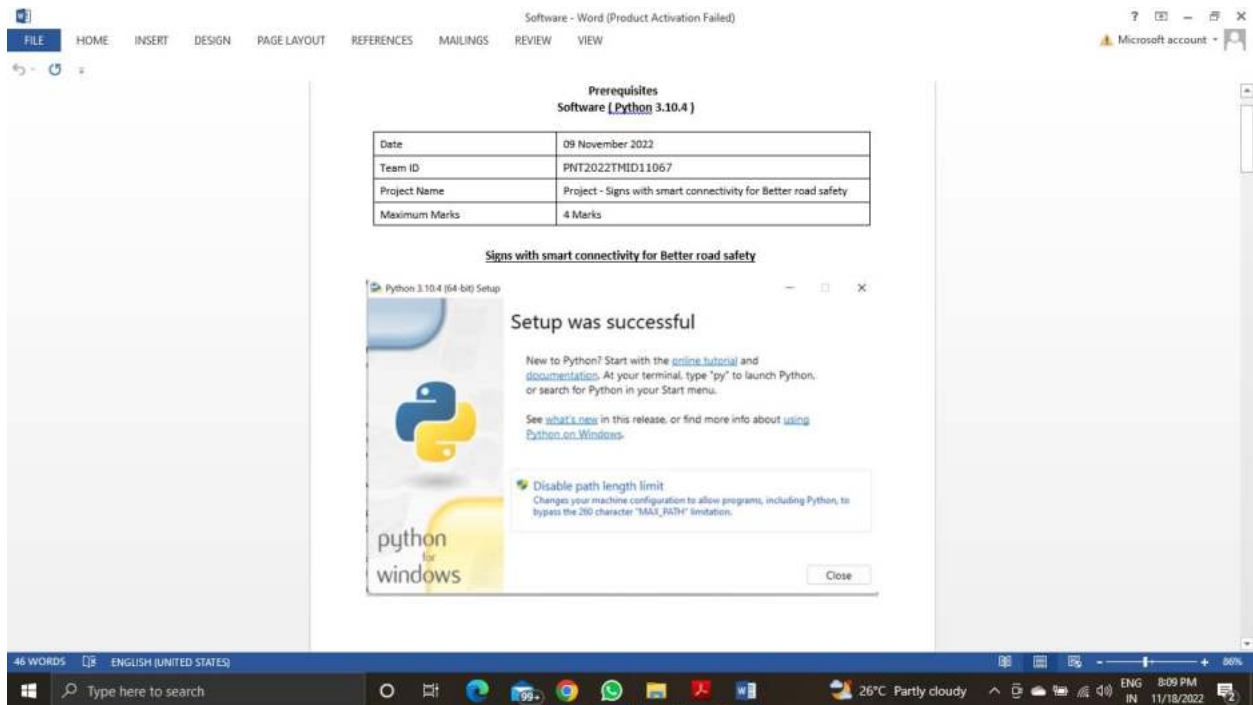 Software - Word (Product Activation Failed)
FILE HOME INSERT DESIGN PAGE LAYOUT REFERENCES MAILINGS REVIEW VIEW
Microsoft account
Prerequisites
Software ( Python 3.10.4 )
Date 09 November 2022
Team ID PNT2022TMID11067
Project Name Project - Signs with smart connectivity for Better road safety
Maximum Marks 4 Marks
Signs with smart connectivity for Better road safety
Python 3.10.4 (64-bit) Setup
Setup was successful
New to Python? Start with the online tutorial and
documentation. At your terminal, type "py" to launch Python,
or search for Python in your Start menu.
See what's new in this release, or find more info about using
Python on Windows.
Disable path length limit
Changes your machine configuration to allow programs, including Python, to
bypass the 260 character "MAX_PATH" limitation.
python
for
windows
Close
46 WORDS ENGLISH (UNITED STATES) 86%
Type here to search 99+ 26°C Partly cloudy ENG 8:09 PM
IN 11/18/2022 2